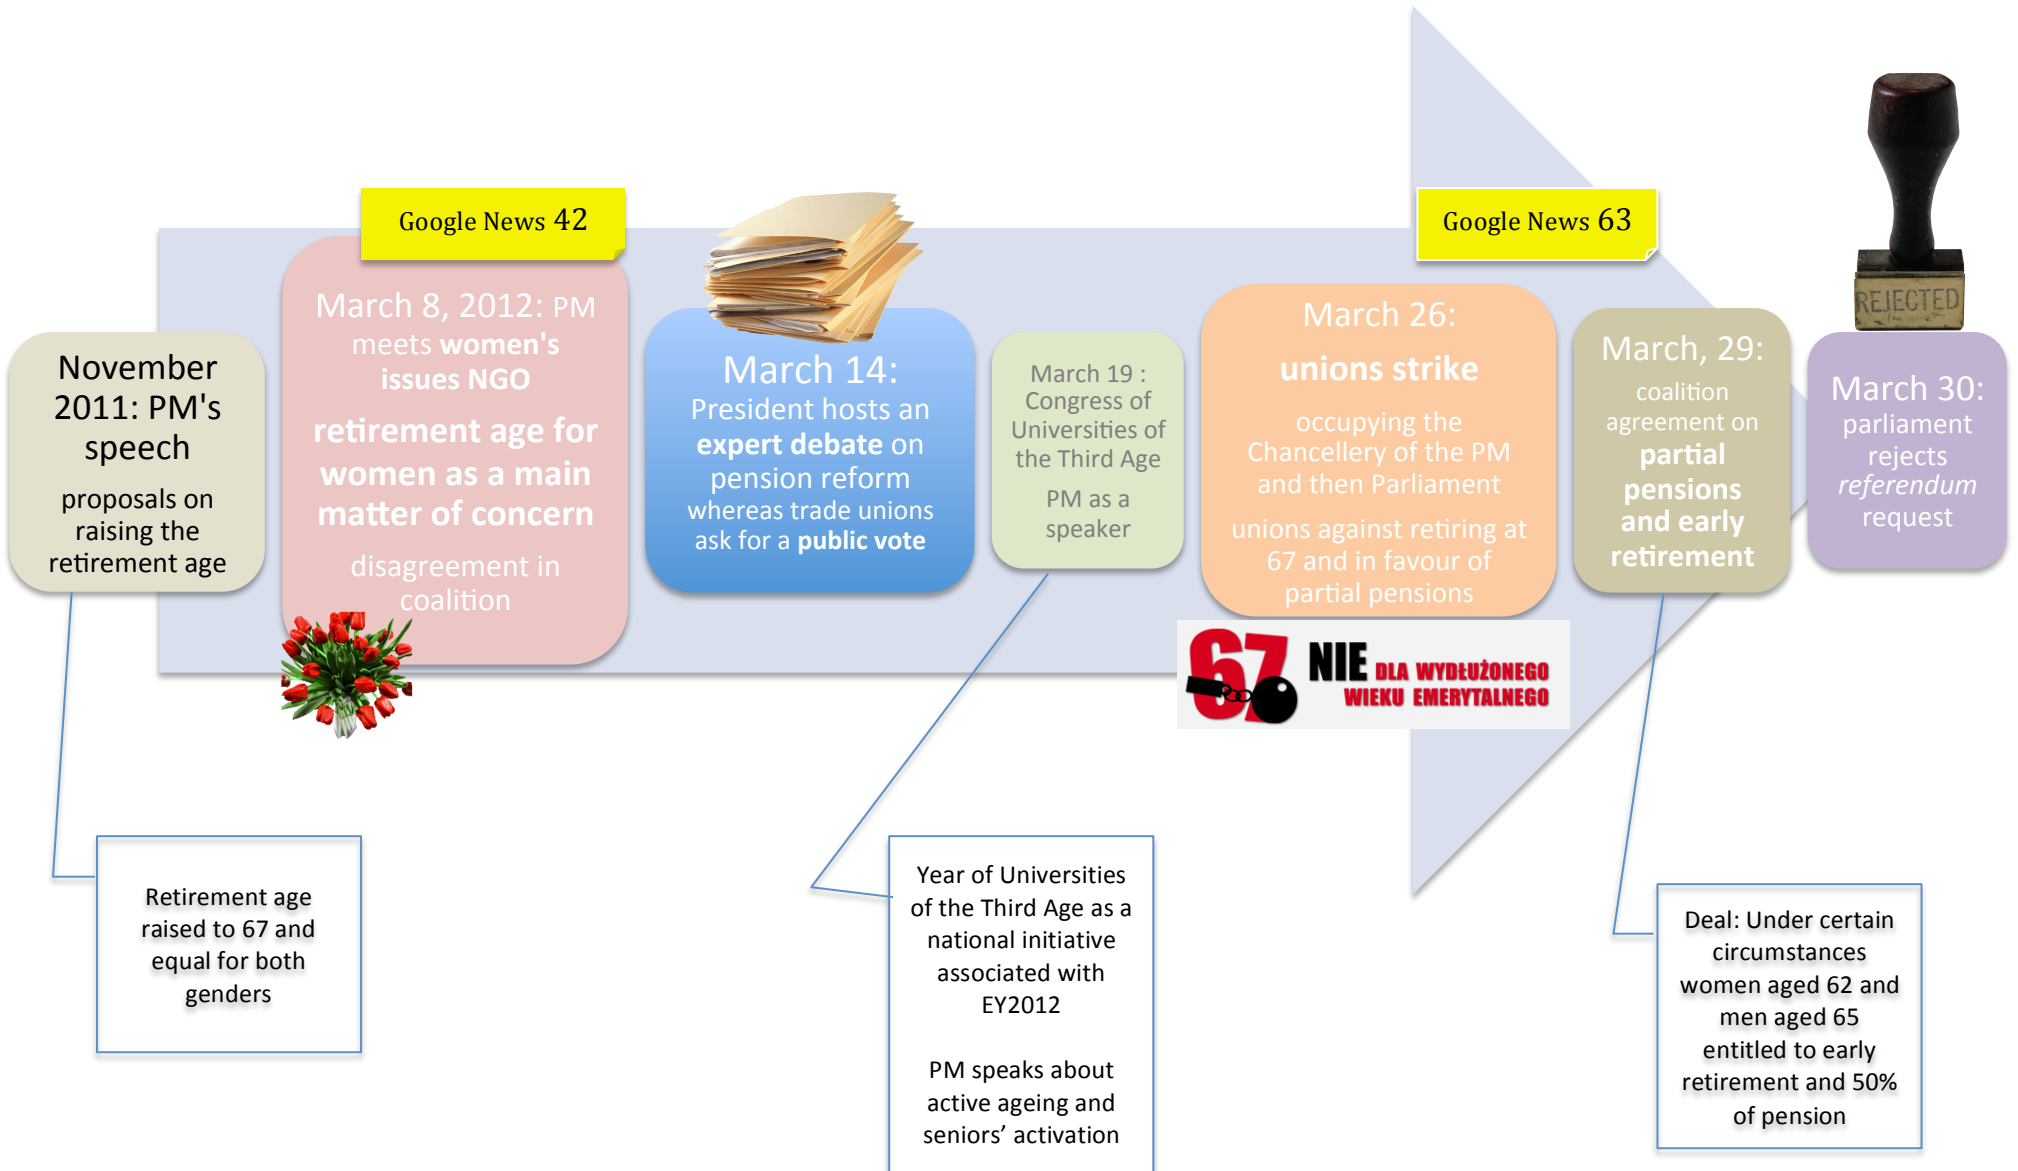 Google News 42
Google News 63
REJECTED
November
2011: PM's
speech
proposals on
raising the
retirement age
March 8, 2012: PM
meets women's
issues NGO
retirement age for
women as a main
matter of concern
disagreement in
coalition
March 14:
President hosts an
expert debate on
pension reform
whereas trade unions
ask for a public vote
March 19 :
Congress of
Universities of
the Third Age
PM as a
speaker
March 26:
unions strike
occupying the
Chancellery of the PM
and then Parliament
unions against retiring at
67 and in favour of
partial pensions
67 NIE DLA WYDŁUŻONEGO
WIEKU EMERYTALNEGO
March, 29:
coalition
agreement on
partial
pensions
and early
retirement
March 30:
parliament
rejects
referendum
request
Retirement age
raised to 67 and
equal for both
genders
Year of Universities
of the Third Age as a
national initiative
associated with
EY2012
PM speaks about
active ageing and
seniors’ activation
Deal: Under certain
circumstances
women aged 62 and
men aged 65
entitled to early
retirement and 50%
of pension